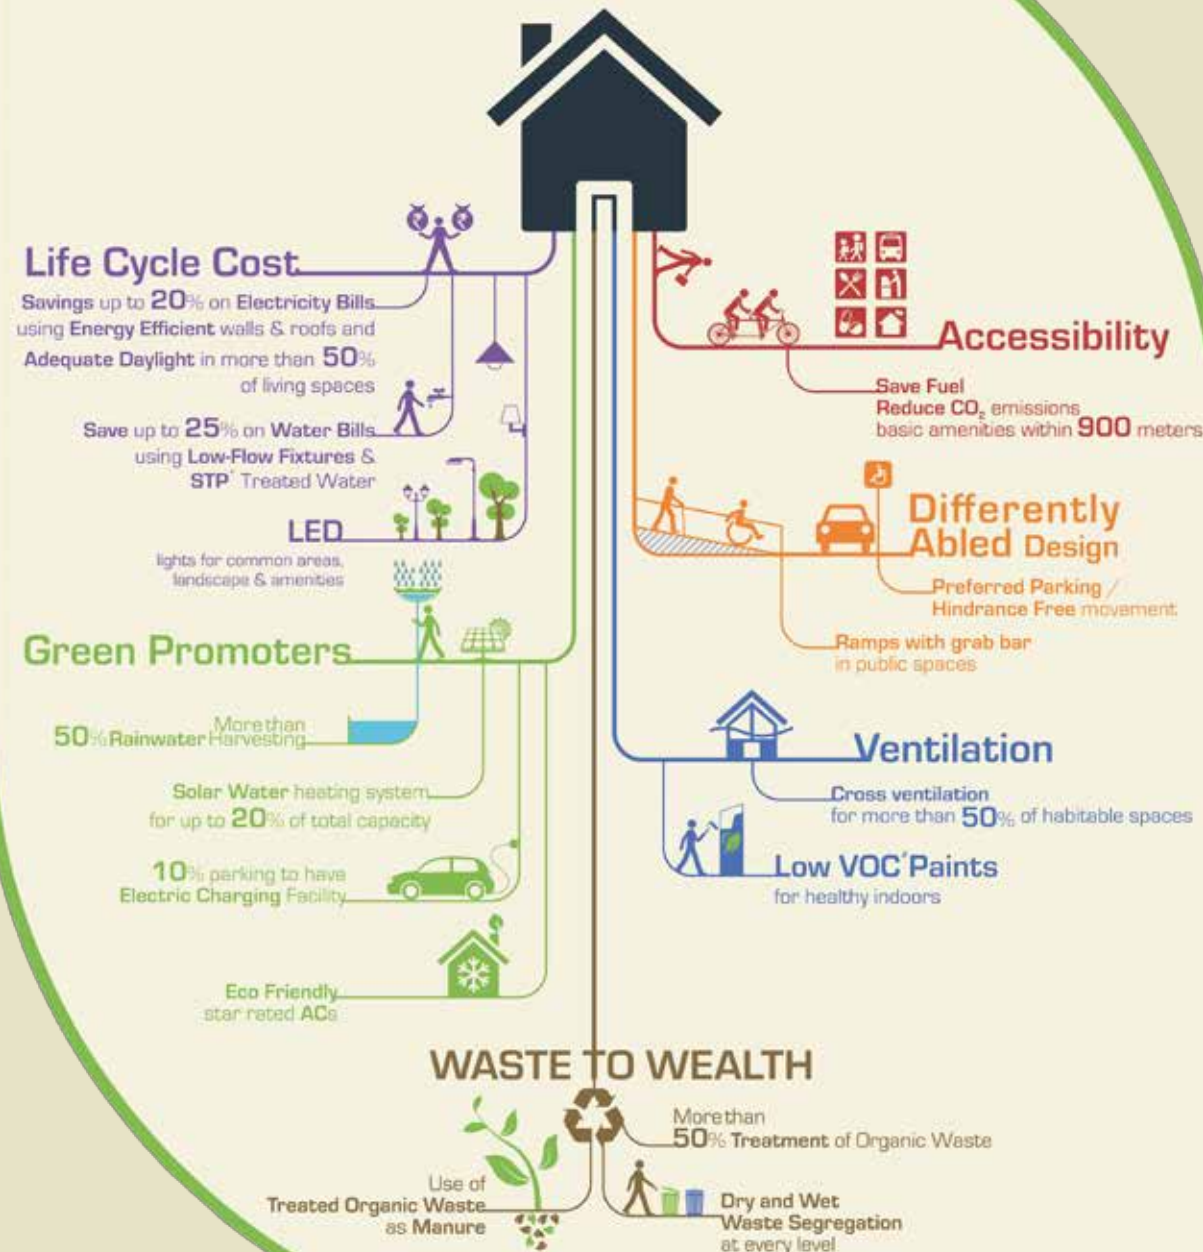 Life Cycle Cost
Savings up to 20% on Electricity Bills
using Energy Efficient walls & roofs and
Adequate Daylight in more than 50%
of living spaces
Save up to 25% on Water Bills
using Low-Flow Fixtures &
STP* Treated Water
LED
lights for common areas,
landscape & amenities
Green Promoters
More than
50% Rainwater Harvesting
Solar Water heating system
for up to 20% of total capacity
10% parking to have
Electric Charging Facility
Eco Friendly
star rated ACs
Accessibility
Save Fuel
Reduce CO₂ emissions
basic amenities within 900 meters
Differently
Abled Design
Preferred Parking /
Hindrance Free movement
Ramps with grab bar
in public spaces
Ventilation
Cross ventilation
for more than 50% of habitable spaces
Low VOC* Paints
for healthy indoors
WASTE TO WEALTH
More than
50% Treatment of Organic Waste
Use of
Treated Organic Waste
as Manure
Dry and Wet
Waste Segregation
at every level